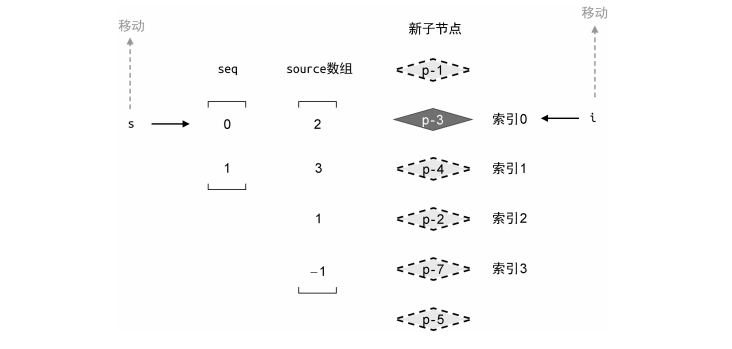 移动
移动
新子节点
seq
source数组
p-1
s
0
2
p-3
索引0
i
1
3
p-4
索引1
1
p-2
索引2
−1
p-7
索引3
p-5